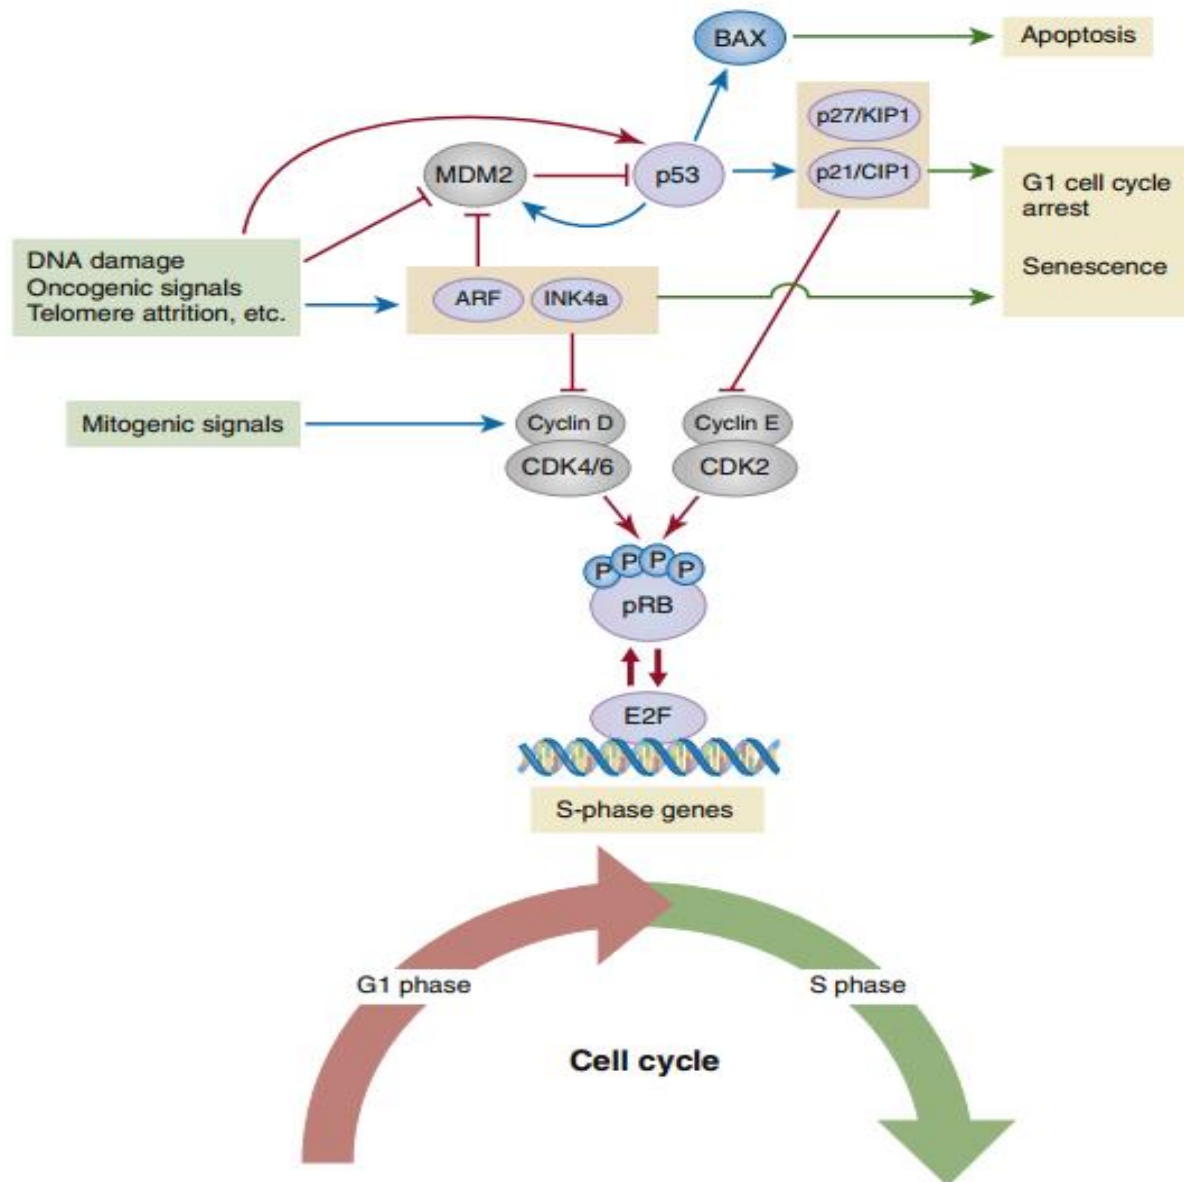 BAX
Apoptosis
p27/KIP1
MDM2
p53
p21/CIP1
G1 cell cycle
arrest
Senescence
DNA damage
Oncogenic signals
Telomere attrition, etc.
ARF
INK4a
Mitogenic signals
Cyclin D
CDK4/6
Cyclin E
CDK2
P P P P
pRB
E2F
S-phase genes
G1 phase
S phase
Cell cycle